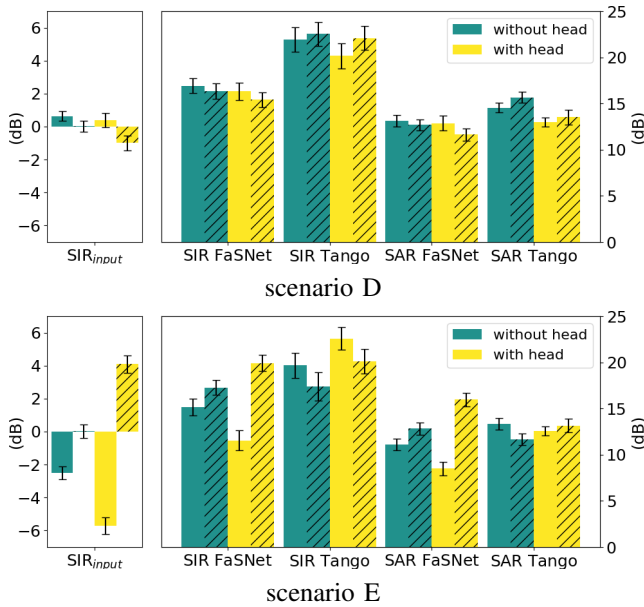 6
4
2
0
−2
−4
−6
(dB)
SIRinput
without head
with head
25
20
15
10
5
0
(dB)
SIR FaSNet SIR Tango SAR FaSNet SAR Tango
scenario D
6
4
2
0
−2
−4
−6
(dB)
SIRinput
without head
with head
25
20
15
10
5
0
(dB)
SIR FaSNet SIR Tango SAR FaSNet SAR Tango
scenario E